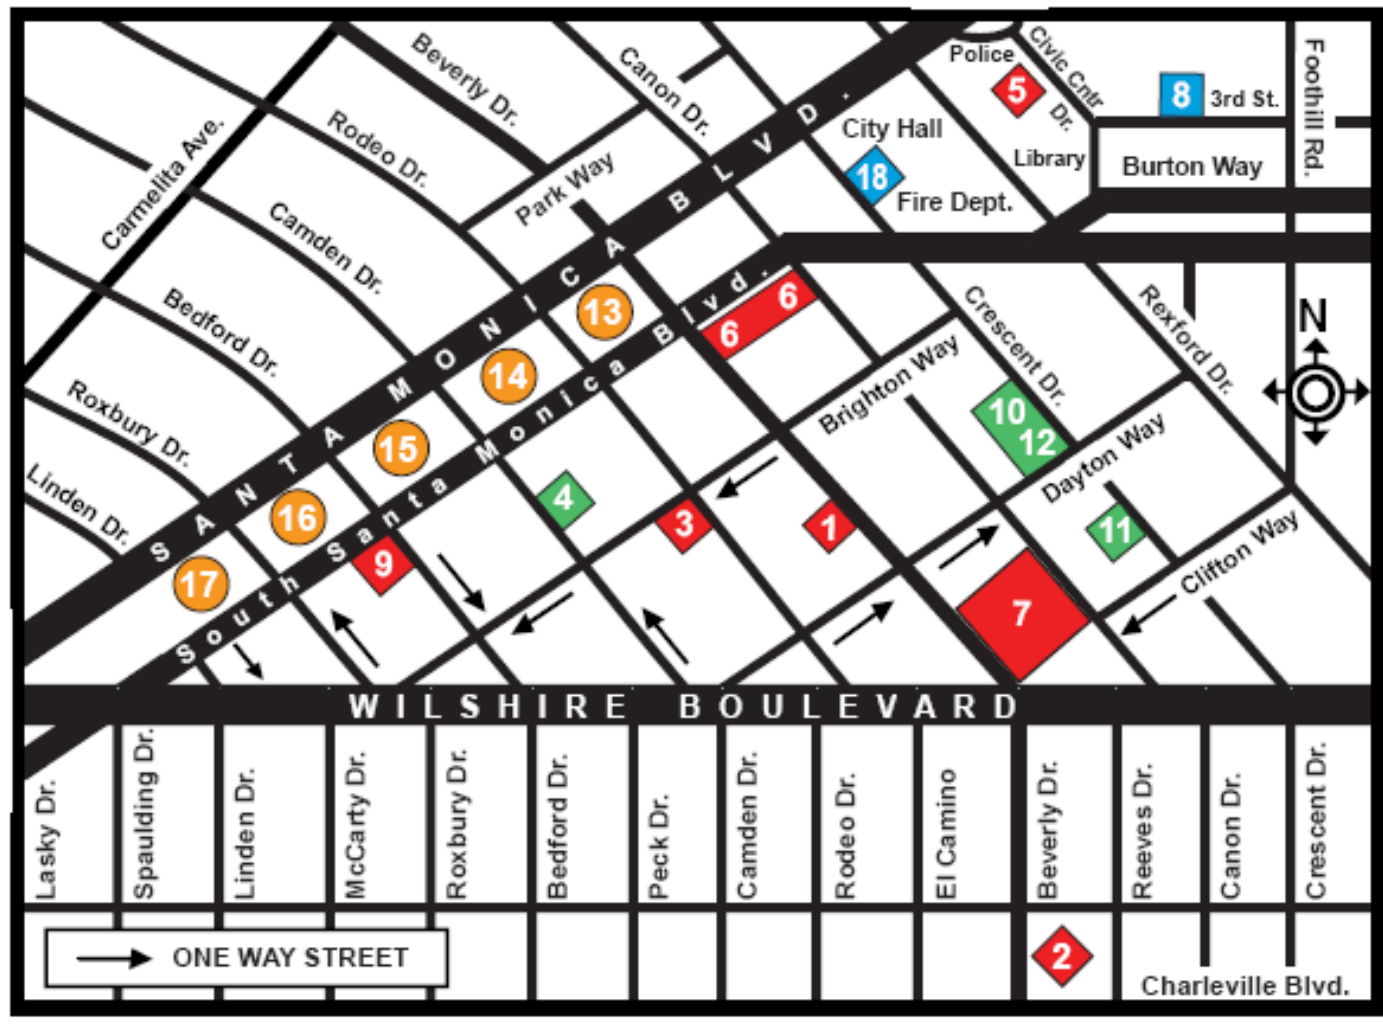 Police
Civic Cntr
Dr.
5
8
3rd St.
Foothill Rd.
Beverly Dr.
Canon Dr.
City Hall
18
Fire Dept.
Library
Burton Way
Carmelita Ave.
Rodeo Dr.
Park Way
Camden Dr.
SANTA MONICA BLVD.
South Santa Monica Blvd.
Bedford Dr.
Roxbury Dr.
Linden Dr.
13
14
15
16
17
6
6
Crescent Dr.
Rexford Dr.
N
Brighton Way
10
12
Dayton Way
4
3
1
11
9
7
Clifton Way
WILSHIRE BOULEVARD
Lasky Dr.
Spaulding Dr.
Linden Dr.
McCarty Dr.
Roxbury Dr.
Bedford Dr.
Peck Dr.
Camden Dr.
Rodeo Dr.
El Camino
Beverly Dr.
Reeves Dr.
Canon Dr.
Crescent Dr.
ONE WAY STREET
2
Charleville Blvd.